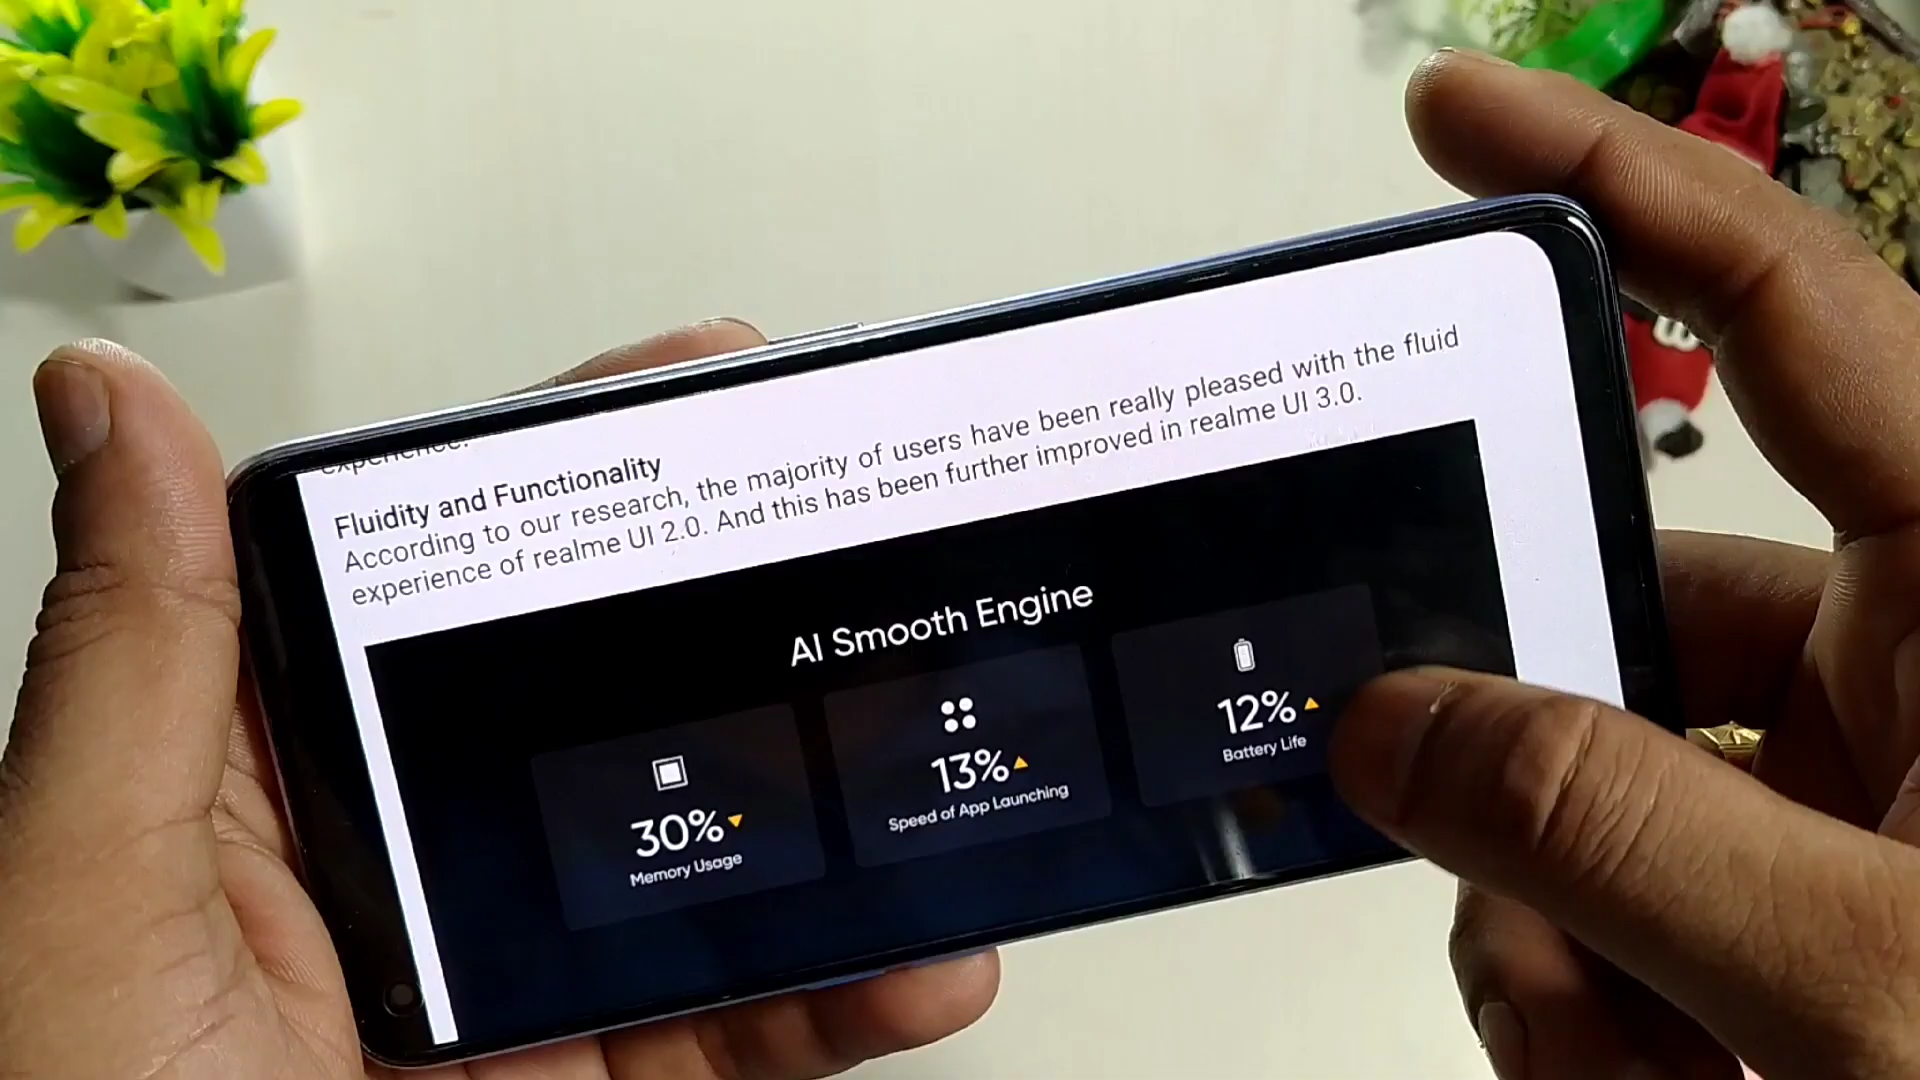 experience.
Fluidity and Functionality
According to our research, the majority of users have been really pleased with the fluid
experience of realme UI 2.0. And this has been further improved in realme UI 3.0.
AI Smooth Engine
30%
Memory Usage
13%
Speed of App Launching
12%
Battery Life